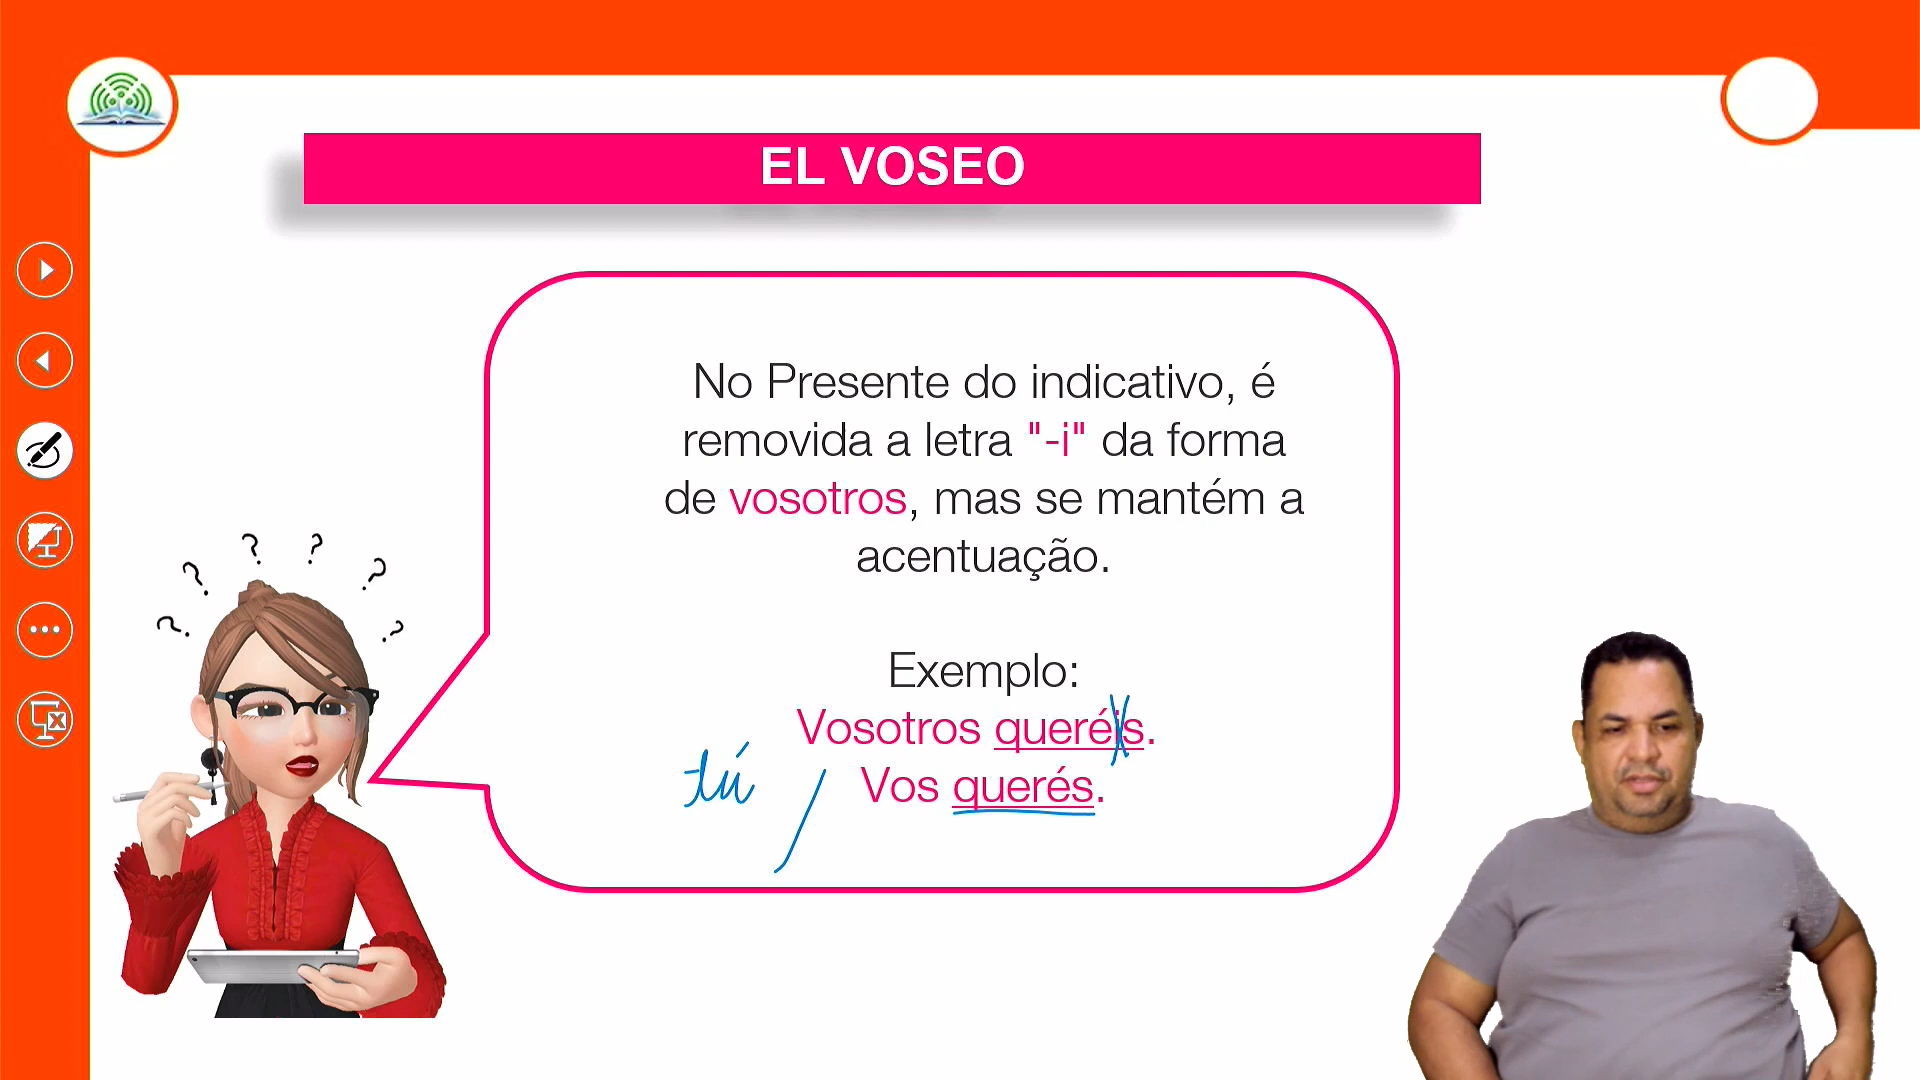 EL VOSEO
No Presente do indicativo, é
removida a letra "-i" da forma
de vosotros, mas se mantém a
acentuação.
Exemplo:
Vosotros queréis.
tú
Vos querés.
? ? ? ? ? ?